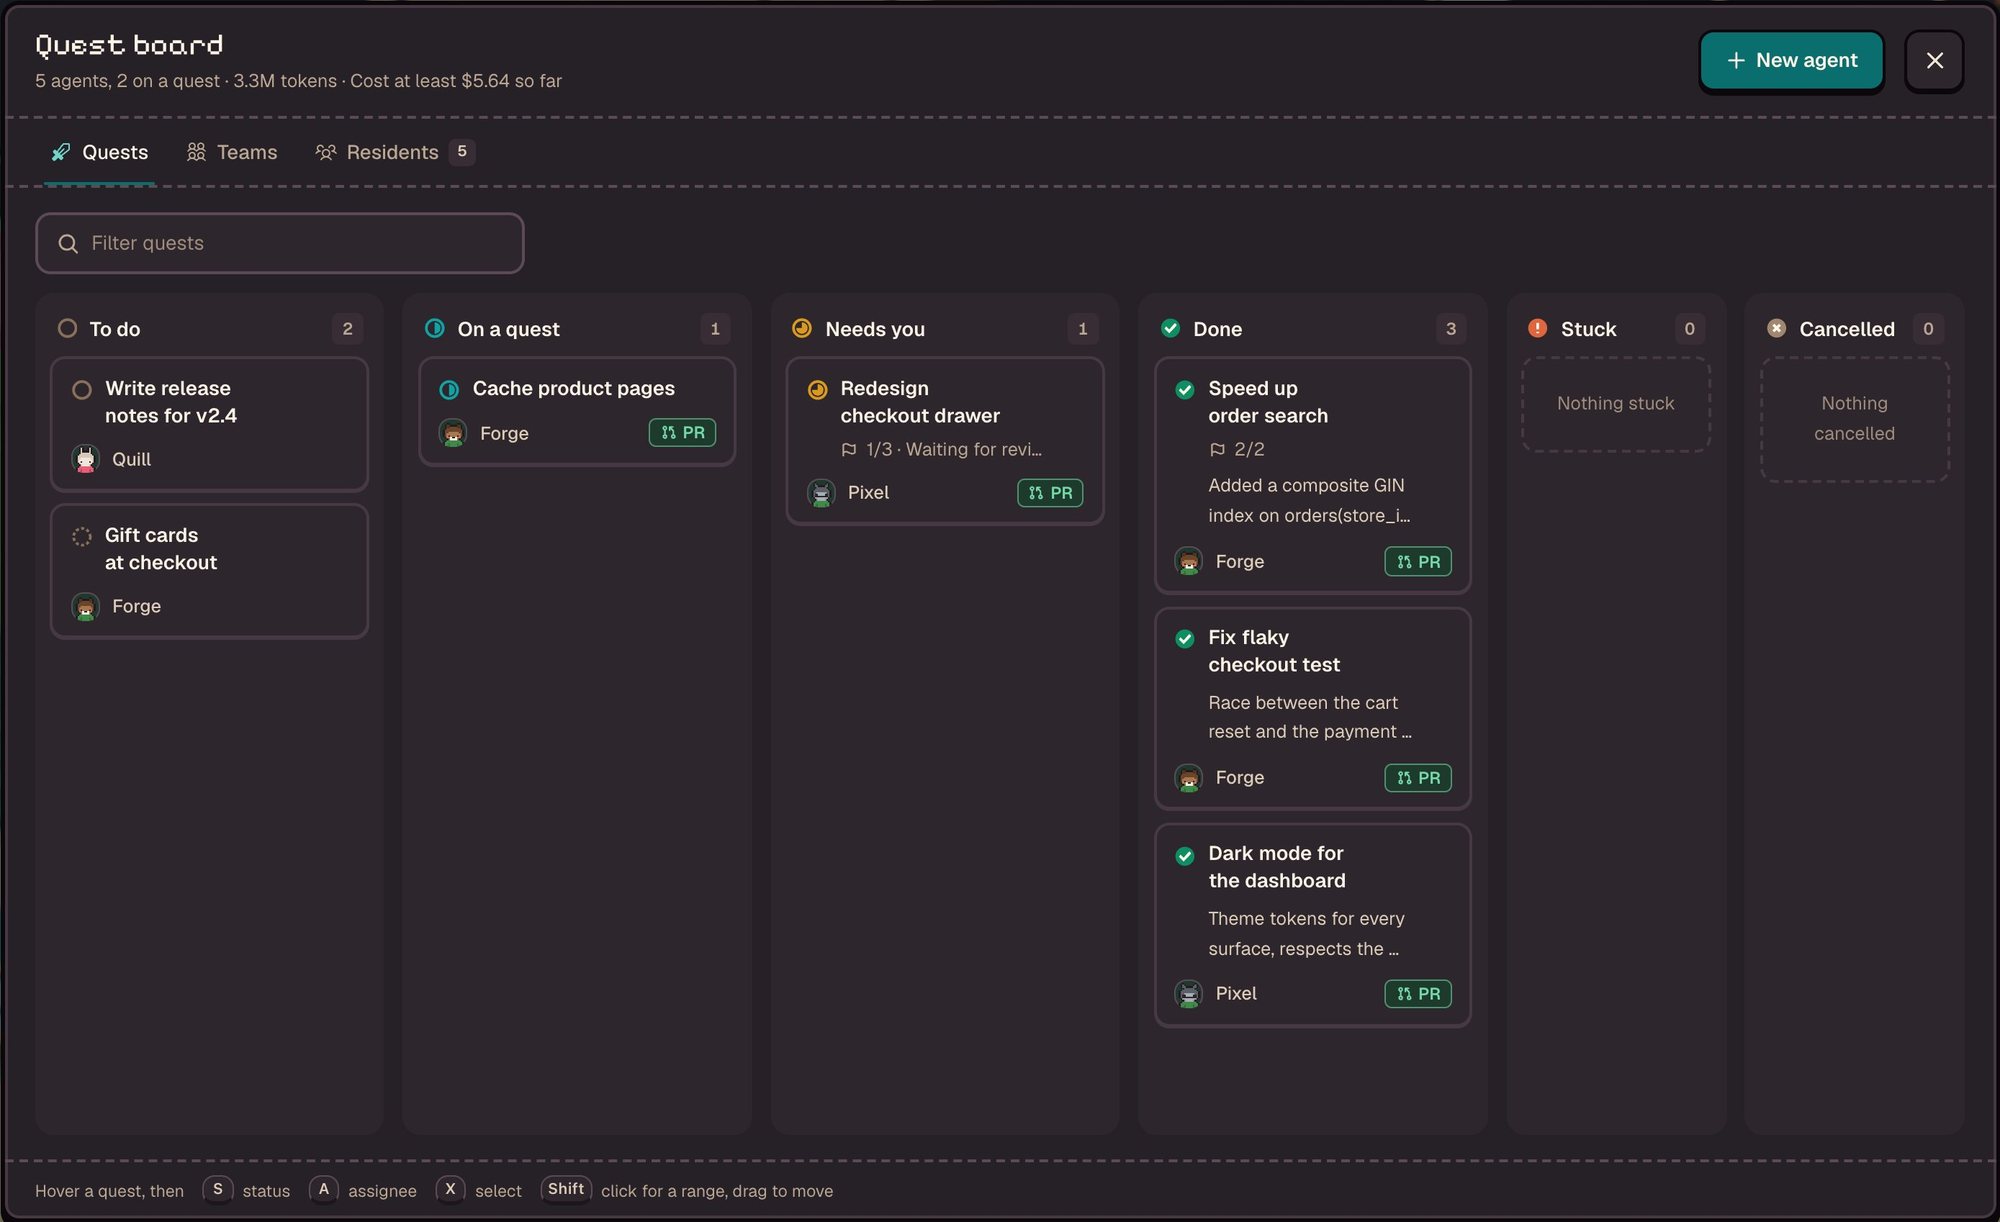 Quest board
5 agents, 2 on a quest · 3.3M tokens · Cost at least $5.64 so far
New agent
Quests
Teams
Residents 5
Filter quests
To do 2
Write release
notes for v2.4
Quill
Gift cards
at checkout
Forge
On a quest 1
Cache product pages
Forge
PR
Needs you 1
Redesign
checkout drawer
1/3 · Waiting for revi...
Pixel
PR
Done 3
Speed up
order search
2/2
Added a composite GIN
index on orders(store_i...
Forge
PR
Fix flaky
checkout test
Race between the cart
reset and the payment ...
Forge
PR
Dark mode for
the dashboard
Theme tokens for every
surface, respects the ...
Pixel
PR
Stuck 0
Nothing stuck
Cancelled 0
Nothing
cancelled
Hover a quest, then S status A assignee X select Shift click for a range, drag to move